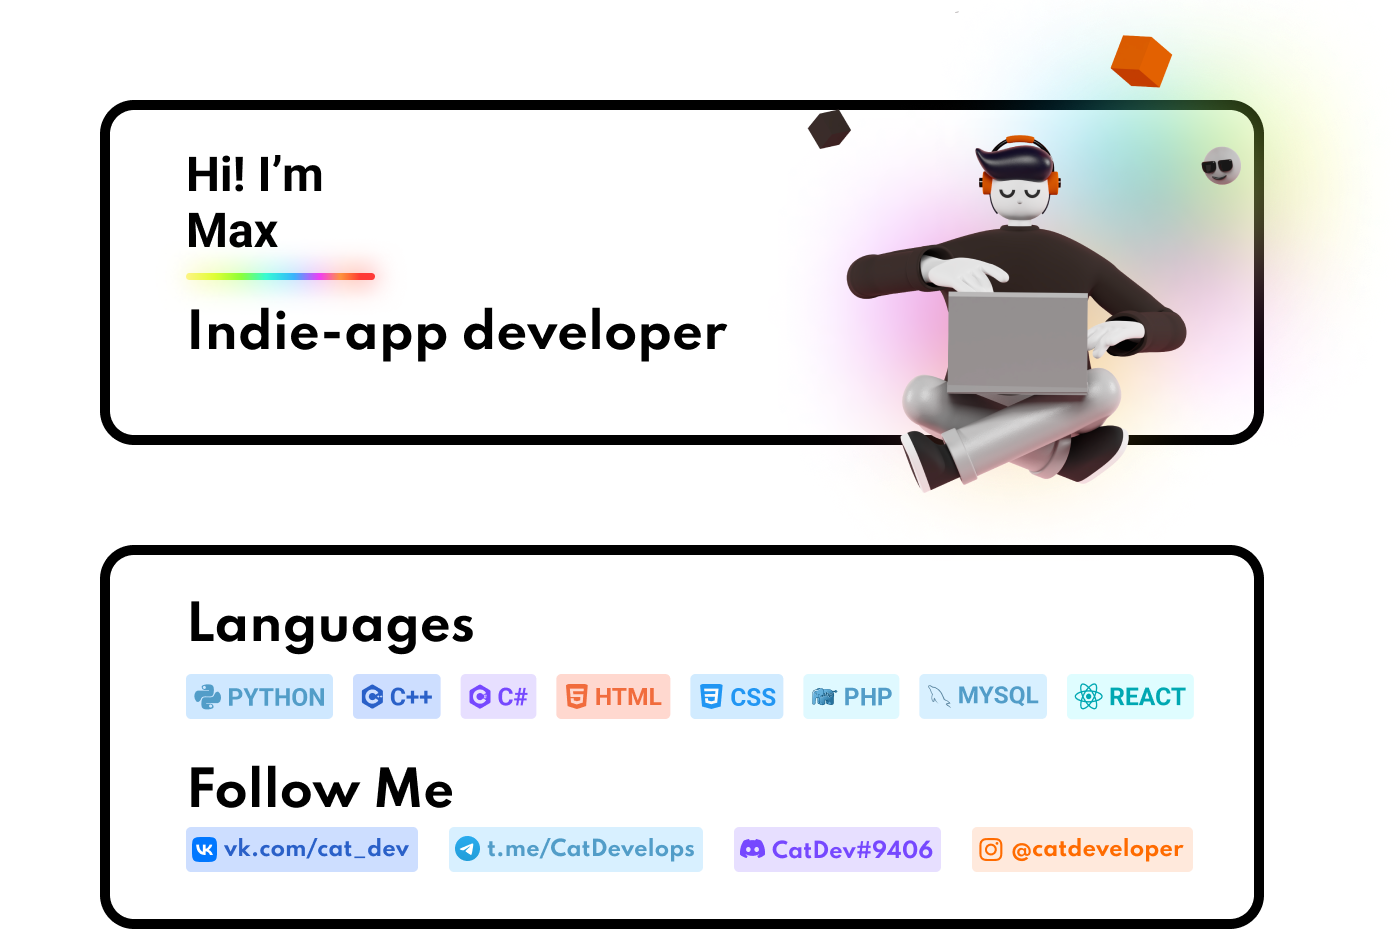 Hi! I'm
Max
Indie-app developer
Languages
PYTHON C++ C# HTML CSS PHP MYSQL REACT
Follow Me
vk.com/cat_dev t.me/CatDevelops CatDev#9406 @catdeveloper